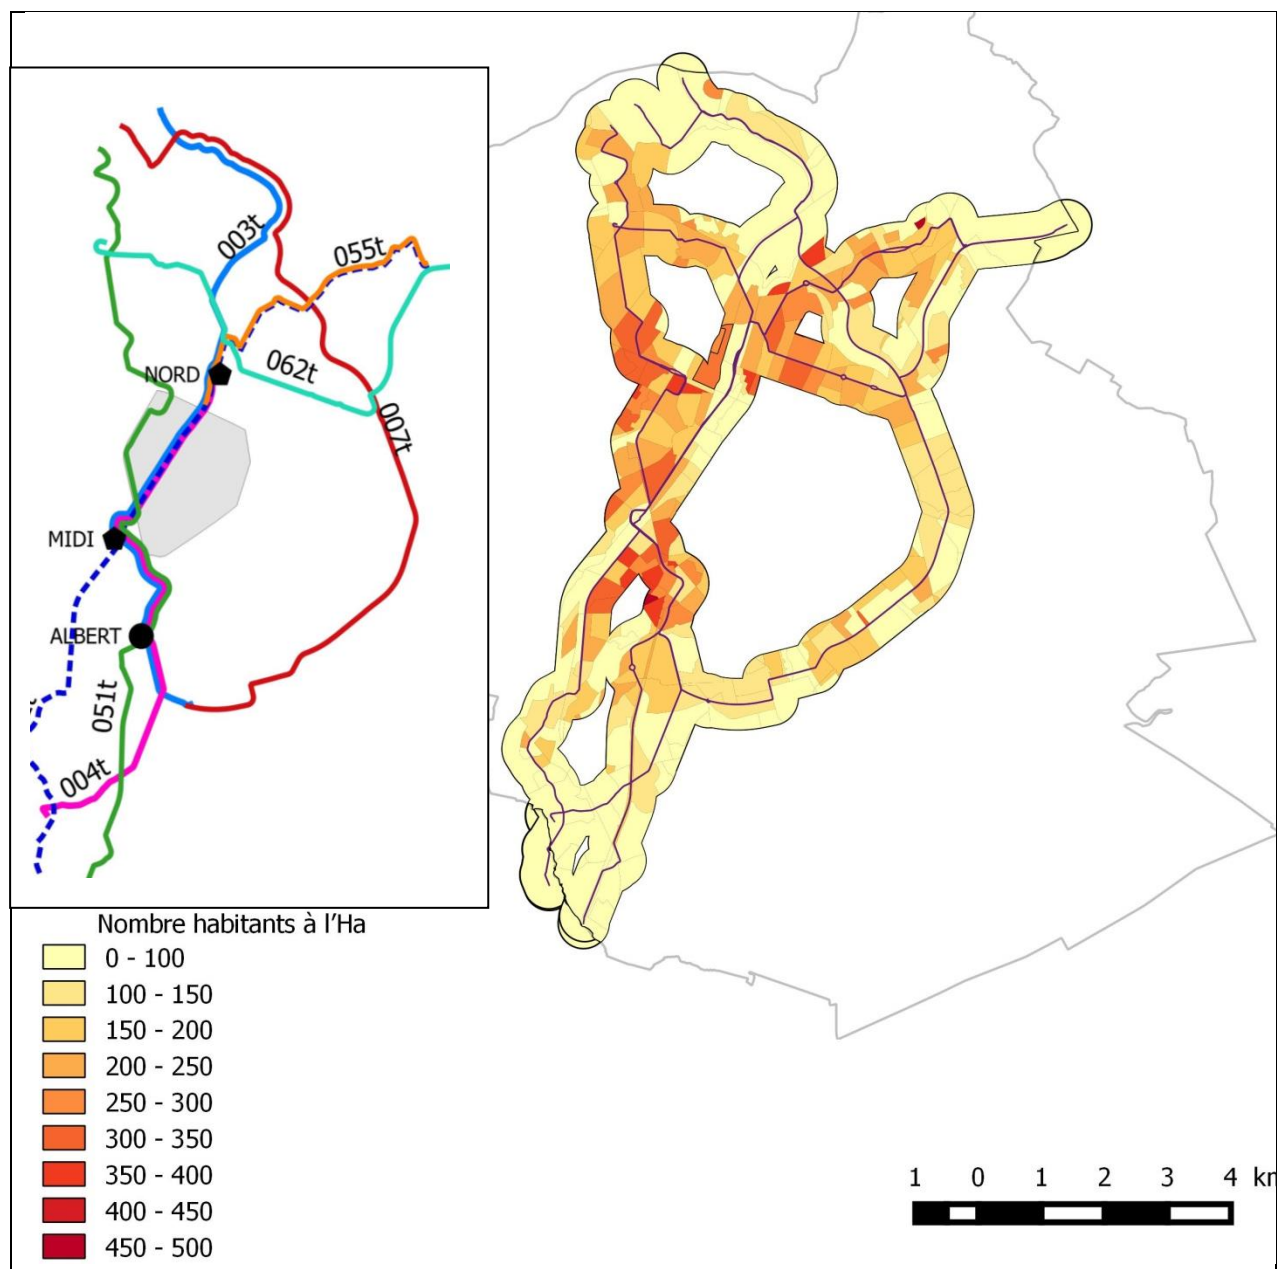 003t
055t
NORD
062t
007t
MIDI
ALBERT
051t
004t
Nombre habitants à l’Ha
0 - 100
100 - 150
150 - 200
200 - 250
250 - 300
300 - 350
350 - 400
400 - 450
450 - 500
1 0 1 2 3 4 km